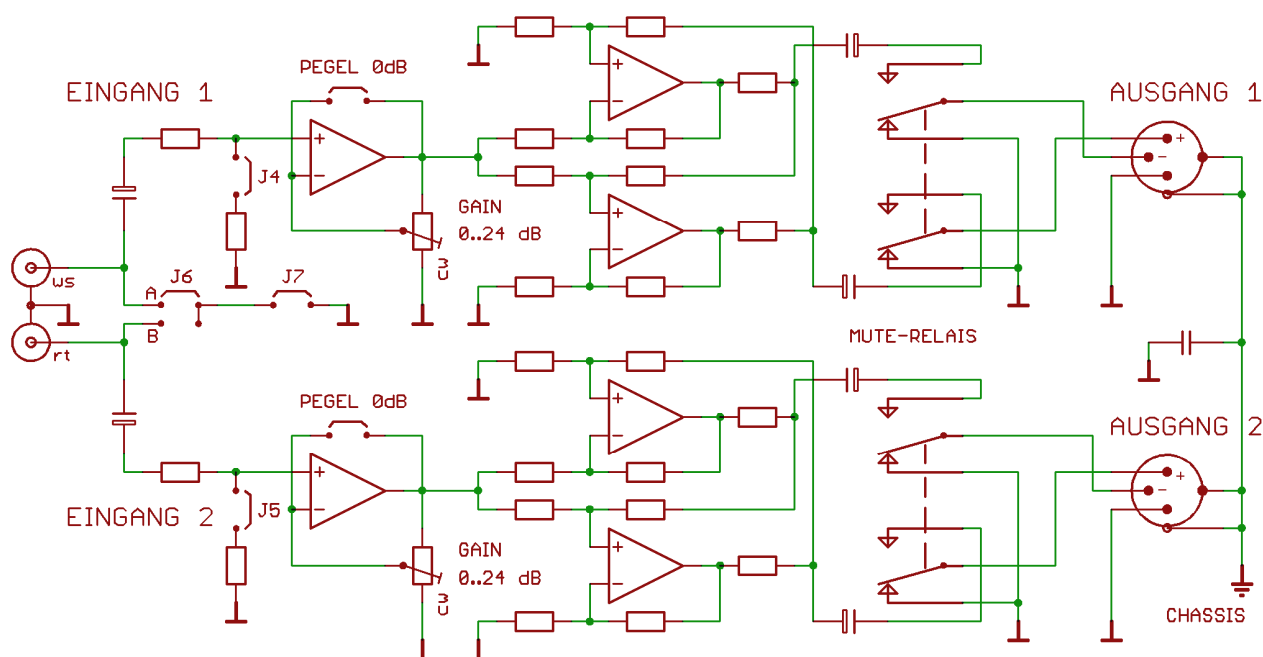 EINGANG 1
PEGEL 0dB
+
−
J4
GAIN
0..24 dB
CW
+
−
+
−
AUSGANG 1
+
−
ws
rt
A
B
J6
J7
MUTE-RELAIS
EINGANG 2
PEGEL 0dB
+
−
J5
GAIN
0..24 dB
CW
+
−
+
−
AUSGANG 2
+
−
CHASSIS